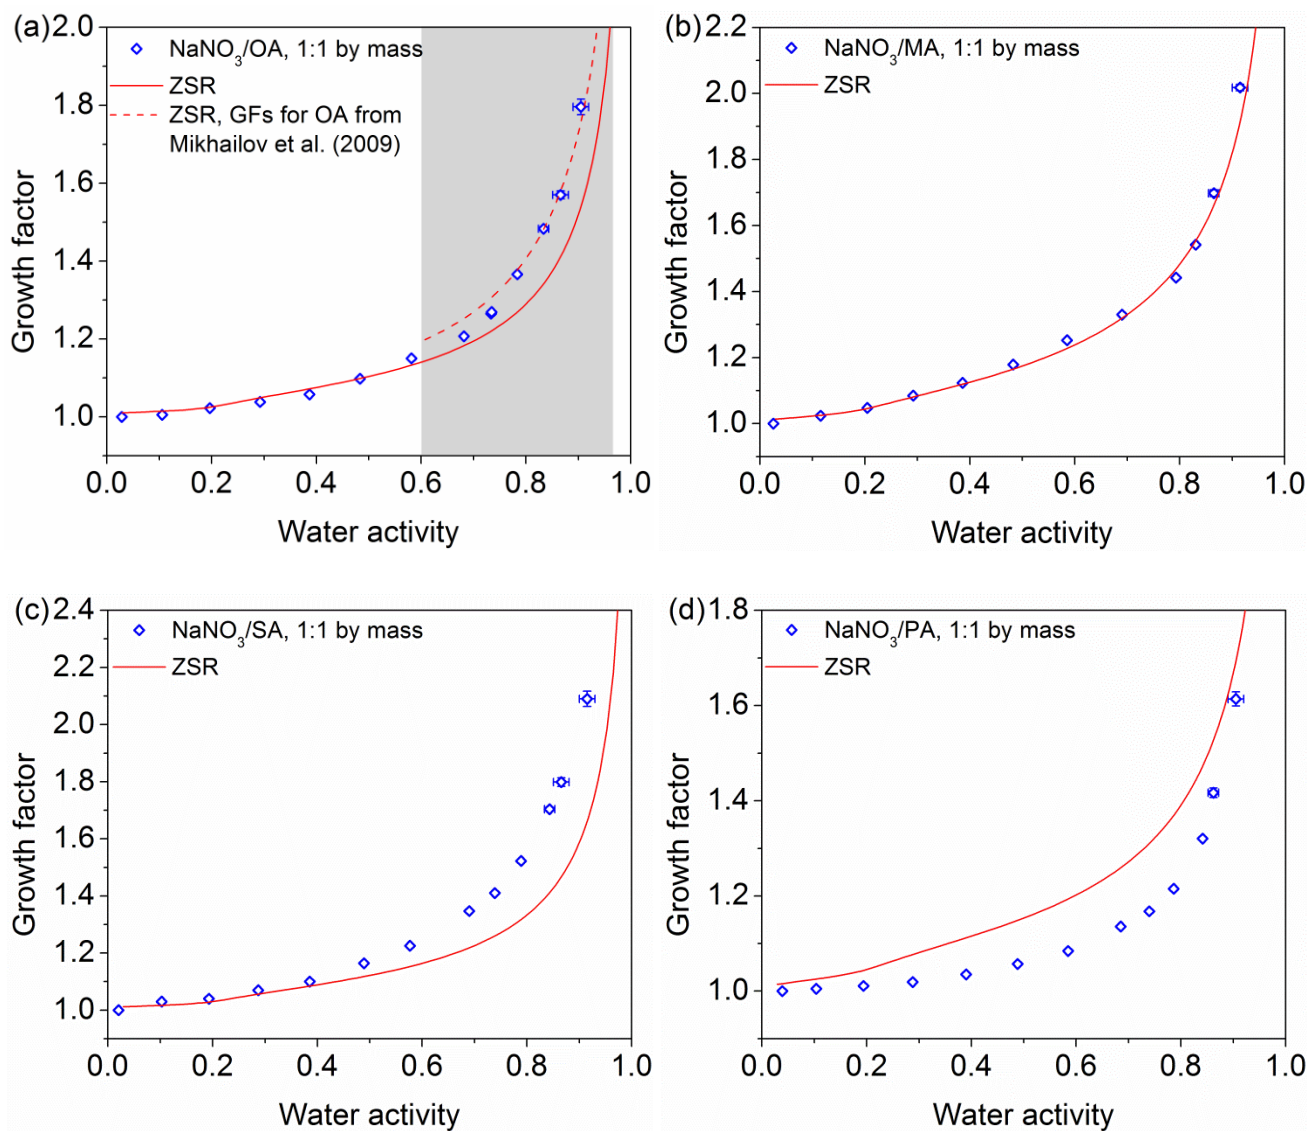 (a)
2.0
1.8
1.6
1.4
1.2
1.0
Growth factor
NaNO₃/OA, 1:1 by mass
ZSR
ZSR, GFs for OA from
Mikhailov et al. (2009)
0.0 0.2 0.4 0.6 0.8 1.0
Water activity
(b)
2.2
2.0
1.8
1.6
1.4
1.2
1.0
Growth factor
NaNO₃/MA, 1:1 by mass
ZSR
0.0 0.2 0.4 0.6 0.8 1.0
Water activity
(c)
2.4
2.2
2.0
1.8
1.6
1.4
1.2
1.0
Growth factor
NaNO₃/SA, 1:1 by mass
ZSR
0.0 0.2 0.4 0.6 0.8 1.0
Water activity
(d)
1.8
1.6
1.4
1.2
1.0
Growth factor
NaNO₃/PA, 1:1 by mass
ZSR
0.0 0.2 0.4 0.6 0.8 1.0
Water activity